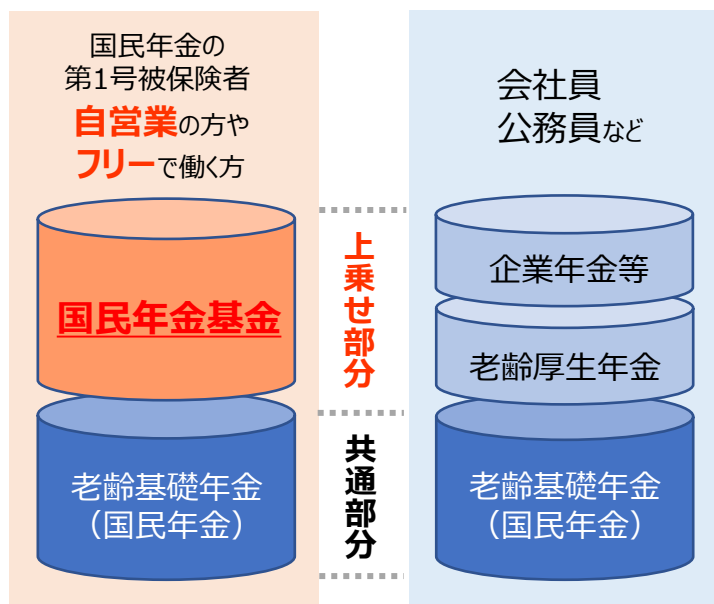 国民年金の
第1号被保険者
自営業の方や
フリーで働く方
国民年金基金
老齢基礎年金
（国民年金）
上乗せ部分
共通部分
会社員
公務員など
企業年金等
老齢厚生年金
老齢基礎年金
（国民年金）